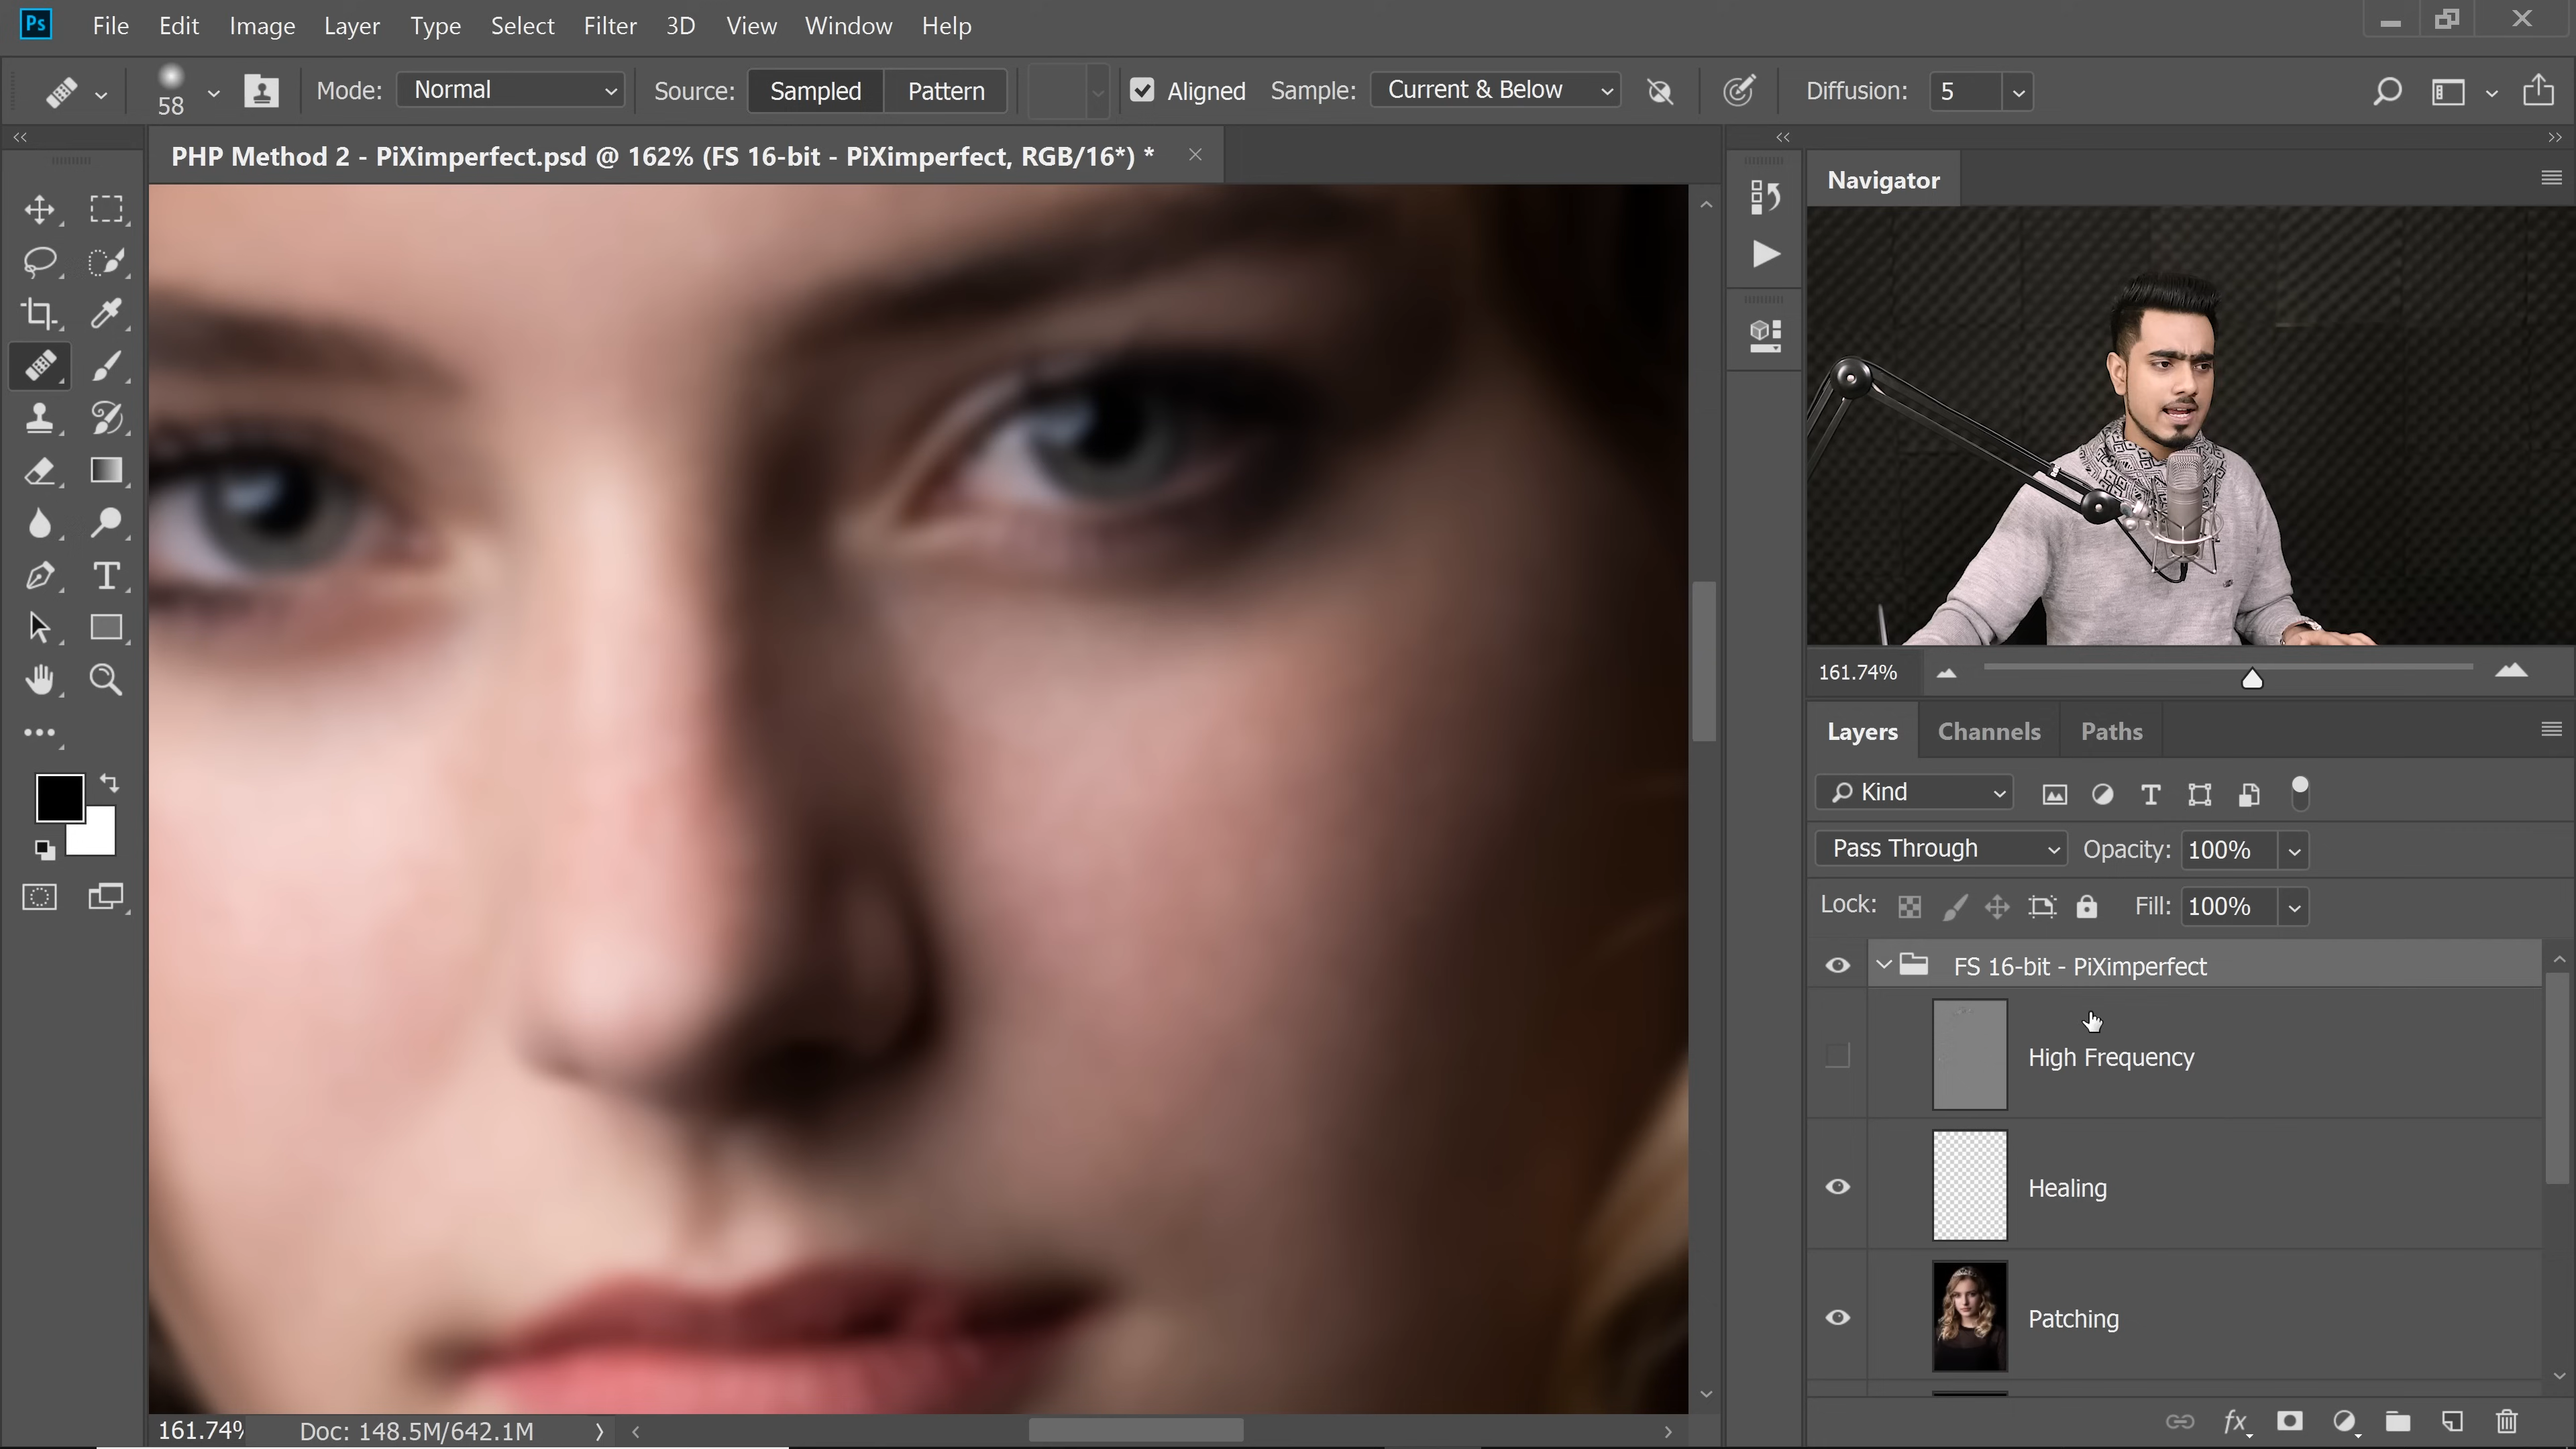 Ps File Edit Image Layer Type Select Filter 3D View Window Help
58 Mode: Normal Source: Sampled Pattern Aligned Sample: Current & Below Diffusion: 5
PHP Method 2 - PiXimperfect.psd @ 162% (FS 16-bit - PiXimperfect, RGB/16*) *
Navigator
161.74%
Layers Channels Paths
Kind
Pass Through Opacity: 100%
Lock: Fill: 100%
FS 16-bit - PiXimperfect
High Frequency
Healing
Patching
fx
161.74% Doc: 148.5M/642.1M